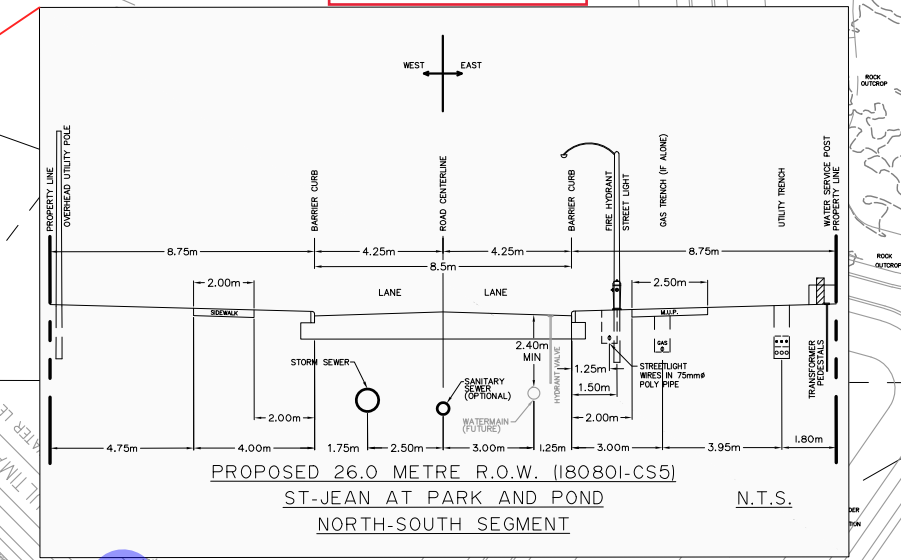 WEST EAST
ROCK
OUTCROP
PROPERTY LINE
OVERHEAD UTILITY POLE
BARRIER CURB
ROAD CENTERLINE
BARRIER CURB
FIRE HYDRANT
STREET LIGHT
GAS TRENCH (IF ALONE)
UTILITY TRENCH
WATER SERVICE POST
PROPERTY LINE
8.75m 4.25m 4.25m 8.75m
8.5m
ROCK
OUTCROP
2.00m LANE LANE 2.50m
SIDEWALK
M.U.P.
2.40m
MIN
HYDRANT VALVE
GAS
STORM SEWER
1.25m
STREETLIGHT
WIRES IN 75mmø
POLY PIPE
TRANSFORMER
PEDESTALS
SANITARY
SEWER
(OPTIONAL)
1.50m
WATERMAIN
(FUTURE)
2.00m 2.00m
4.75m 4.00m 1.75m 2.50m 3.00m 1.25m 3.00m 3.95m 1.80m
PROPOSED 26.0 METRE R.O.W. (180801-CS5)
ST-JEAN AT PARK AND POND N.T.S.
NORTH-SOUTH SEGMENT